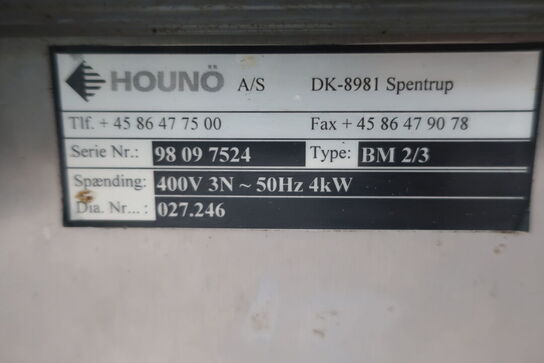 HOUNÖ A/S DK-8981 Spentrup
Tlf. + 45 86 47 75 00 Fax + 45 86 47 90 78
Serie Nr.: 98 09 7524 Type: BM 2/3
Spænding: 400V 3N ~ 50Hz 4kW
Dia. Nr... : 027.246